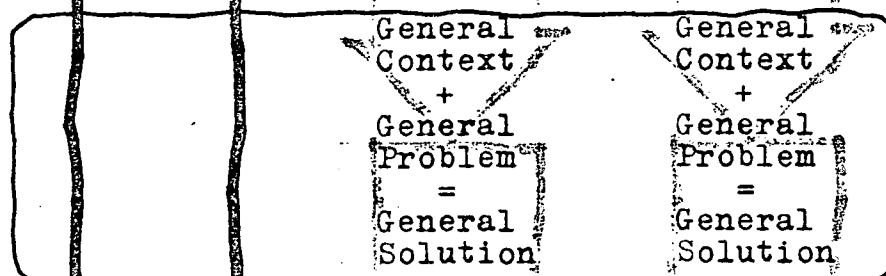 General General
Context Context
+ +
General General
Problem Problem
= =
General General
Solution Solution